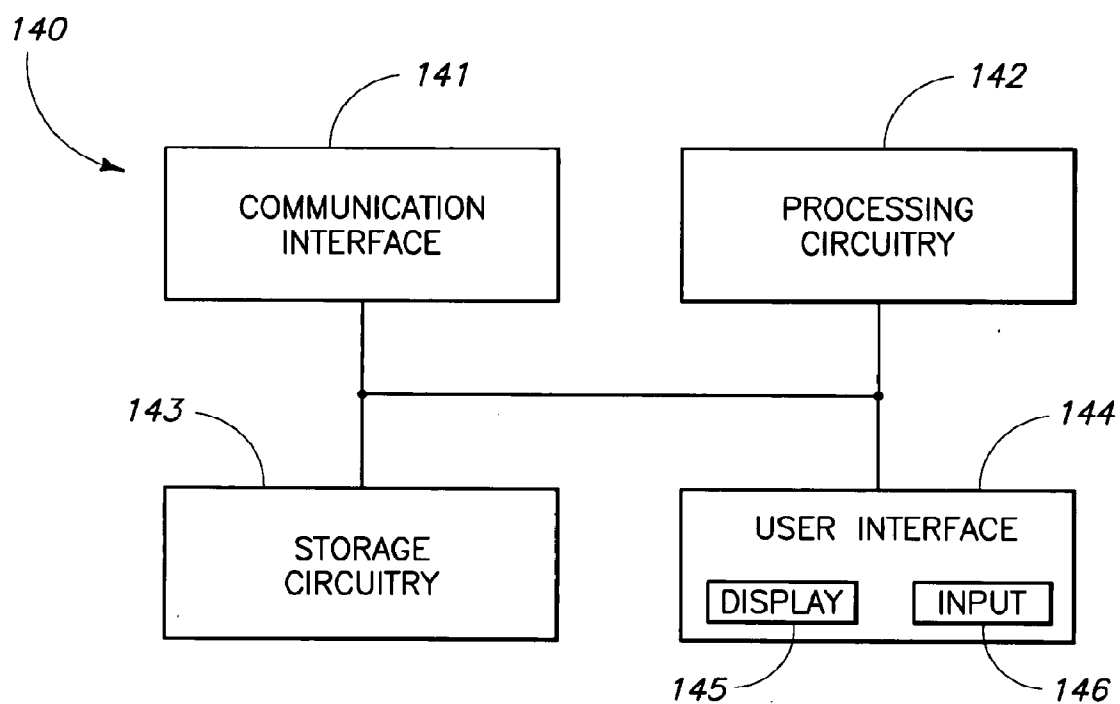 140
141
142
COMMUNICATION
INTERFACE
PROCESSING
CIRCUITRY
143
144
STORAGE
CIRCUITRY
USER INTERFACE
DISPLAY
INPUT
145
146